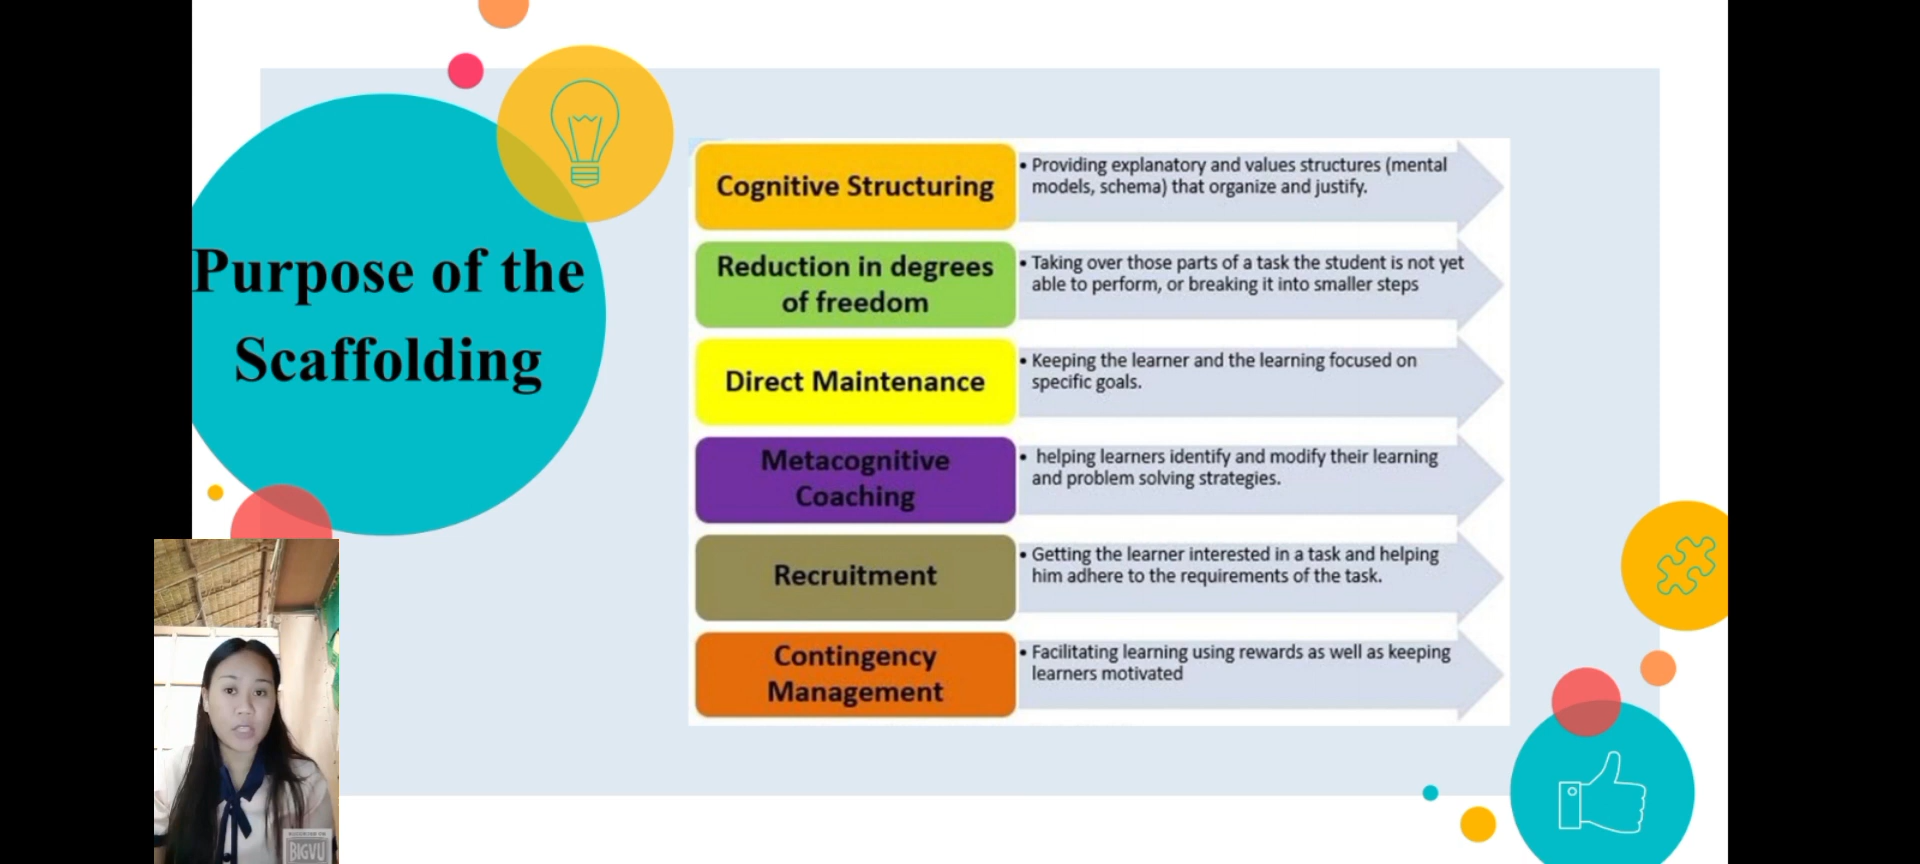 Purpose of the
Scaffolding
Cognitive Structuring
• Providing explanatory and values structures (mental
models, schema) that organize and justify.
Reduction in degrees
of freedom
• Taking over those parts of a task the student is not yet
able to perform, or breaking it into smaller steps
Direct Maintenance
• Keeping the learner and the learning focused on
specific goals.
Metacognitive
Coaching
• helping learners identify and modify their learning
and problem solving strategies.
Recruitment
• Getting the learner interested in a task and helping
him adhere to the requirements of the task.
Contingency
Management
• Facilitating learning using rewards as well as keeping
learners motivated
BIGVU